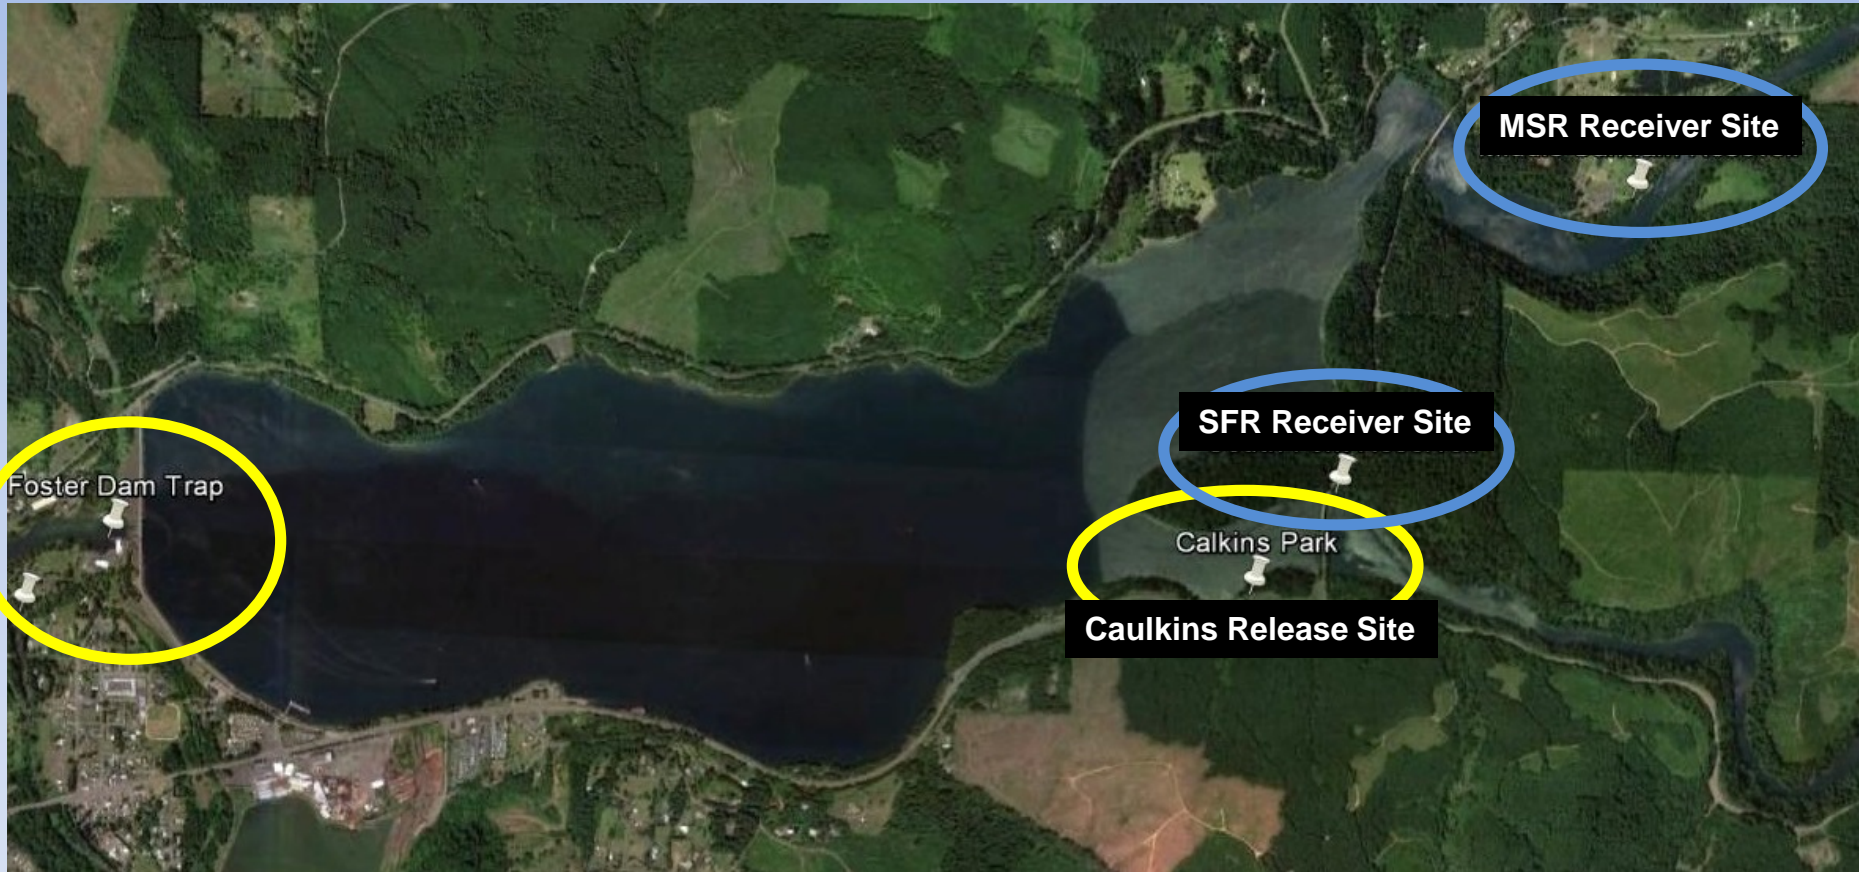 MSR Receiver Site
SFR Receiver Site
Foster Dam Trap
Calkins Park
Caulkins Release Site